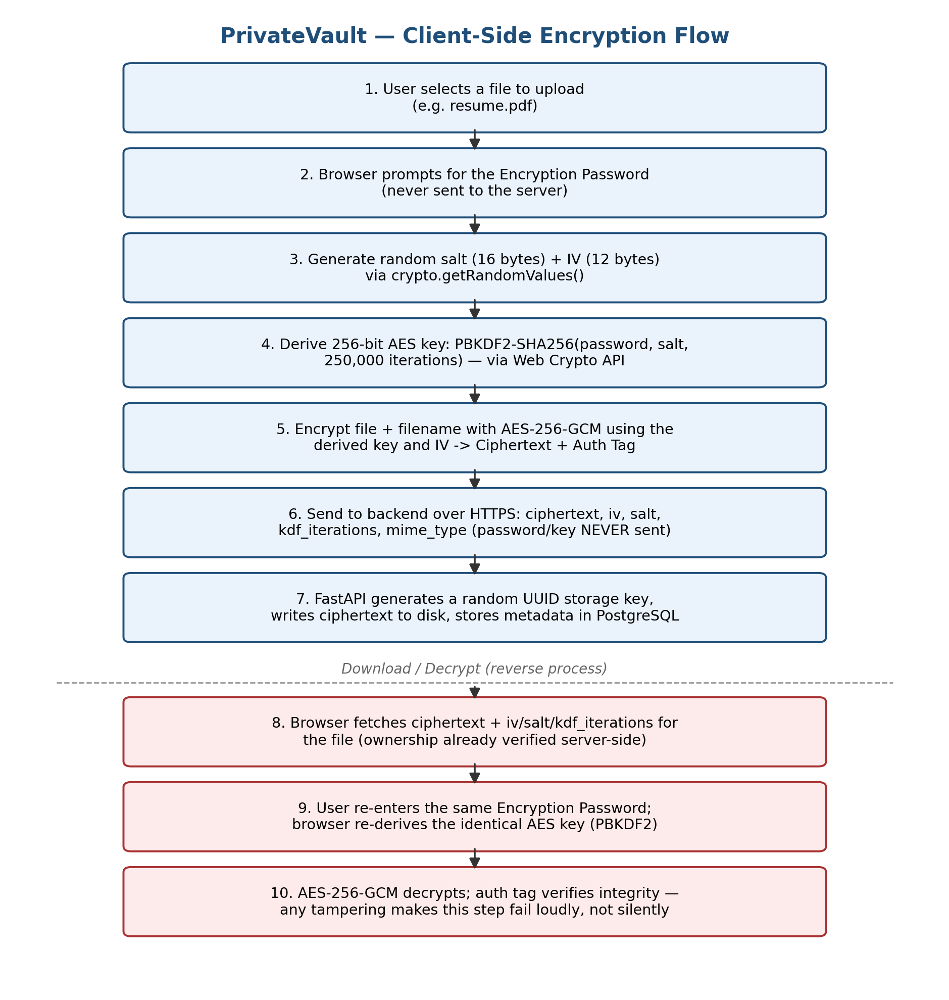 PrivateVault — Client-Side Encryption Flow
1. User selects a file to upload
(e.g. resume.pdf)
2. Browser prompts for the Encryption Password
(never sent to the server)
3. Generate random salt (16 bytes) + IV (12 bytes)
via crypto.getRandomValues()
4. Derive 256-bit AES key: PBKDF2-SHA256(password, salt,
250,000 iterations) — via Web Crypto API
5. Encrypt file + filename with AES-256-GCM using the
derived key and IV -> Ciphertext + Auth Tag
6. Send to backend over HTTPS: ciphertext, iv, salt,
kdf_iterations, mime_type (password/key NEVER sent)
7. FastAPI generates a random UUID storage key,
writes ciphertext to disk, stores metadata in PostgreSQL
Download / Decrypt (reverse process)
8. Browser fetches ciphertext + iv/salt/kdf_iterations for
the file (ownership already verified server-side)
9. User re-enters the same Encryption Password;
browser re-derives the identical AES key (PBKDF2)
10. AES-256-GCM decrypts; auth tag verifies integrity —
any tampering makes this step fail loudly, not silently